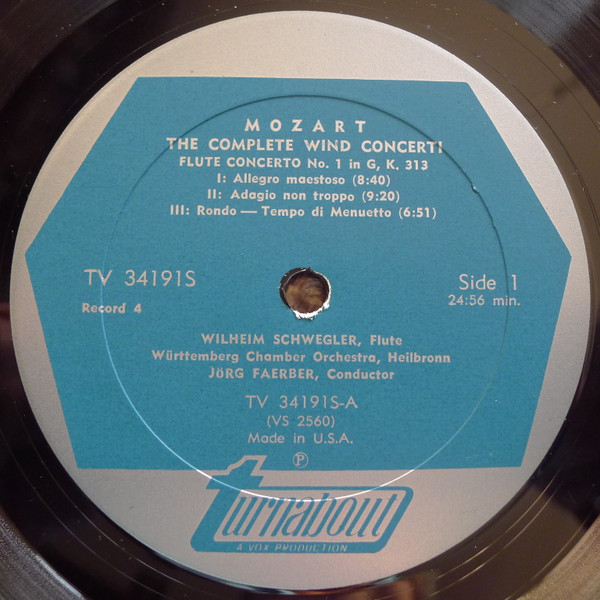 MOZART
THE COMPLETE WIND CONCERTI
FLUTE CONCERTO No. 1 in G, K. 313
I: Allegro maestoso (8:40)
II: Adagio non troppo (9:20)
III: Rondo — Tempo di Menuetto (6:51)
TV 34191S
Side 1
Record 4
24:56 min.
WILHEIM SCHWEGLER, Flute
Württemberg Chamber Orchestra, Heilbronn
JÖRG FAERBER, Conductor
TV 34191S-A
(VS 2560)
Made in U.S.A.
Ⓟ
turnabout
A VOX PRODUCTION